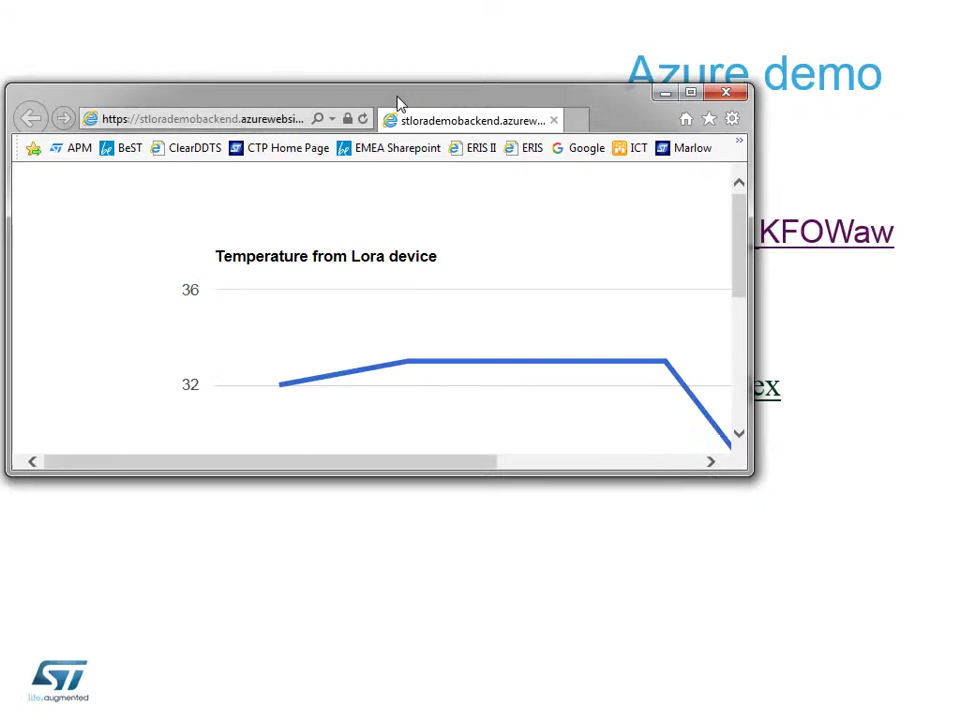 Azure demo
https://stlorademobackend.azurewebsi...
stlorademobackend.azurew...
APM BeST ClearDDTS CTP Home Page EMEA Sharepoint ERIS II ERIS Google ICT Marlow »
KFOWaw
Temperature from Lora device
36
32
ex
ST
life.augmented